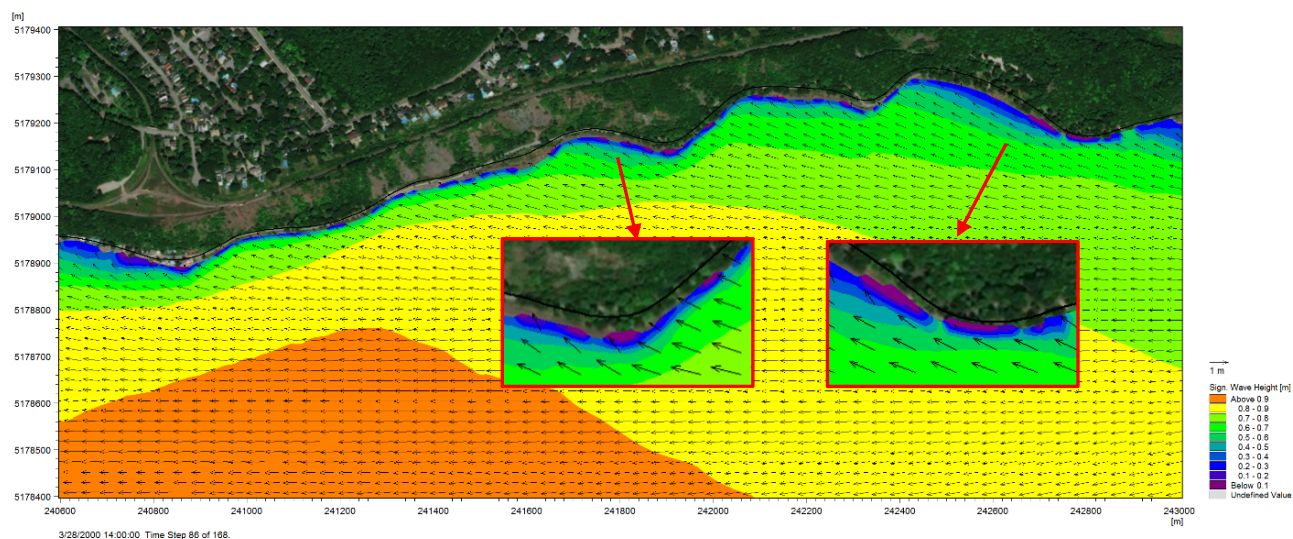 [m]
5179400
5179300
5179200
5179100
5179000
5178900
5178800
5178700
5178600
5178500
5178400
240600 240800 241000 241200 241400 241600 241800 242000 242200 242400 242600 242800 243000
[m]
1 m
Sign. Wave Height [m]
Above 0.9
0.8 - 0.9
0.7 - 0.8
0.6 - 0.7
0.5 - 0.6
0.4 - 0.5
0.3 - 0.4
0.2 - 0.3
0.1 - 0.2
Below 0.1
Undefined Value
3/28/2000 14:00:00 Time Step 86 of 168.